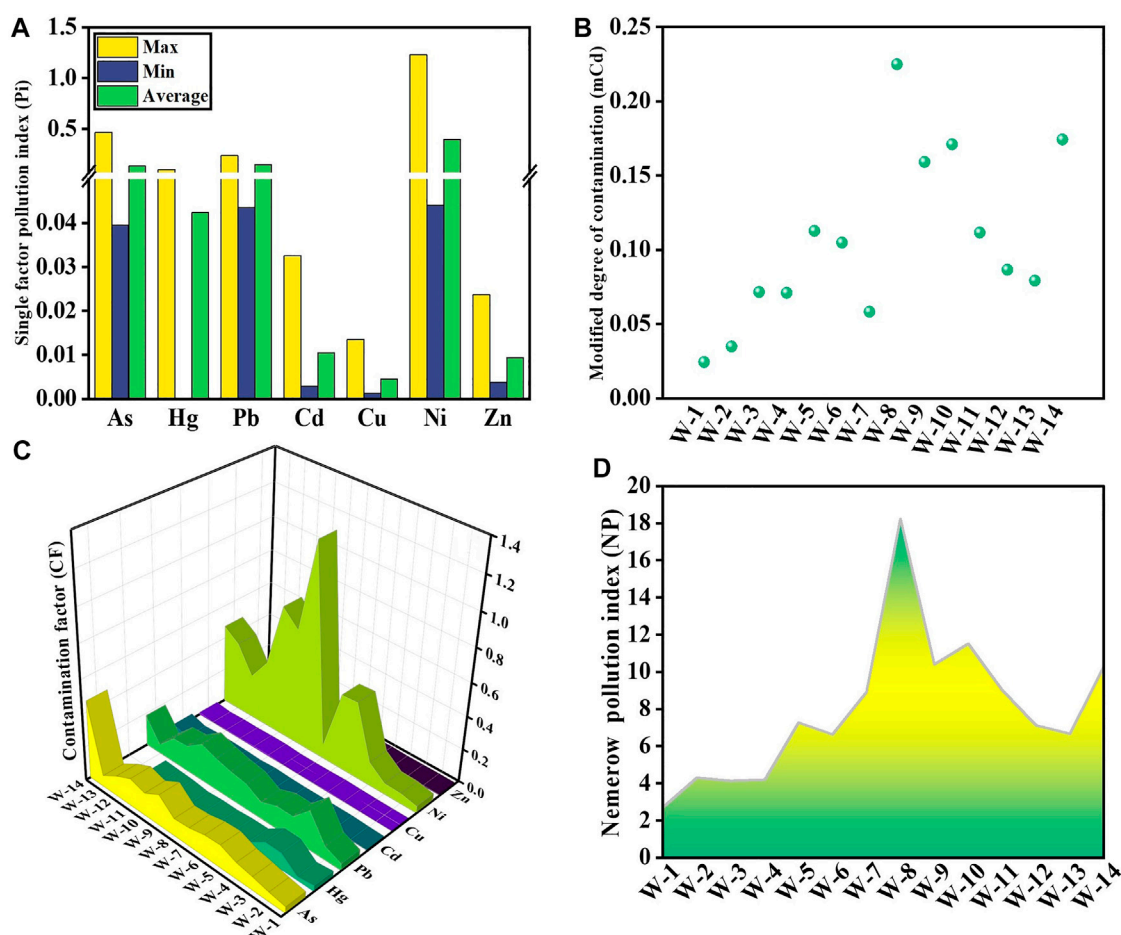 A
Single factor pollution index (Pi)
1.5
1.0
0.5
0.04
0.03
0.02
0.01
0.00
Max
Min
Average
As Hg Pb Cd Cu Ni Zn
B
Modified degree of contamination (mCd)
0.25
0.20
0.15
0.10
0.05
0.00
W-1 W-2 W-3 W-4 W-5 W-6 W-7 W-8 W-9 W-10 W-11 W-12 W-13 W-14
C
Contamination factor (CF)
1.4
1.2
1.0
0.8
0.6
0.4
0.2
0.0
W-14
W-13
W-12
W-11
W-10
W-9
W-8
W-7
W-6
W-5
W-4
W-3
W-2
W-1
As Hg Pb Cd Cu Ni Zn
D
Nemerow pollution index (NP)
20
18
16
14
12
10
8
6
4
2
0
W-1 W-2 W-3 W-4 W-5 W-6 W-7 W-8 W-9 W-10 W-11 W-12 W-13 W-14